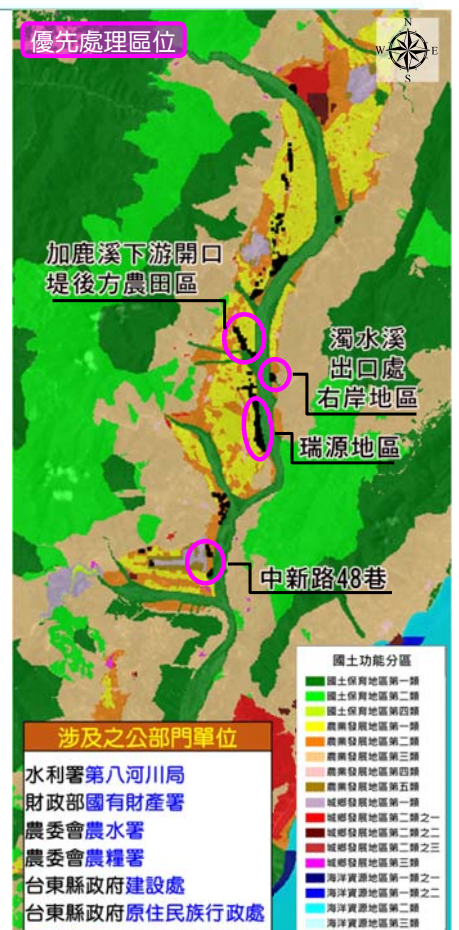 優先處理區位
N
W
E
S
加鹿溪下游開口
堤後方農田區
濁水溪
出口處
右岸地區
瑞源地區
中新路48巷
涉及之公部門單位
水利署第八河川局
財政部國有財產署
農委會農水署
農委會農糧署
台東縣政府建設處
台東縣政府原住民族行政處
國土功能分區
國土保育地區第一類
國土保育地區第二類
國土保育地區第四類
農業發展地區第一類
農業發展地區第二類
農業發展地區第三類
農業發展地區第四類
農業發展地區第五類
城鄉發展地區第一類
城鄉發展地區第二類之一
城鄉發展地區第二類之二
城鄉發展地區第二類之三
城鄉發展地區第三類
海洋資源地區第一類之一
海洋資源地區第一類之二
海洋資源地區第二類
海洋資源地區第三類